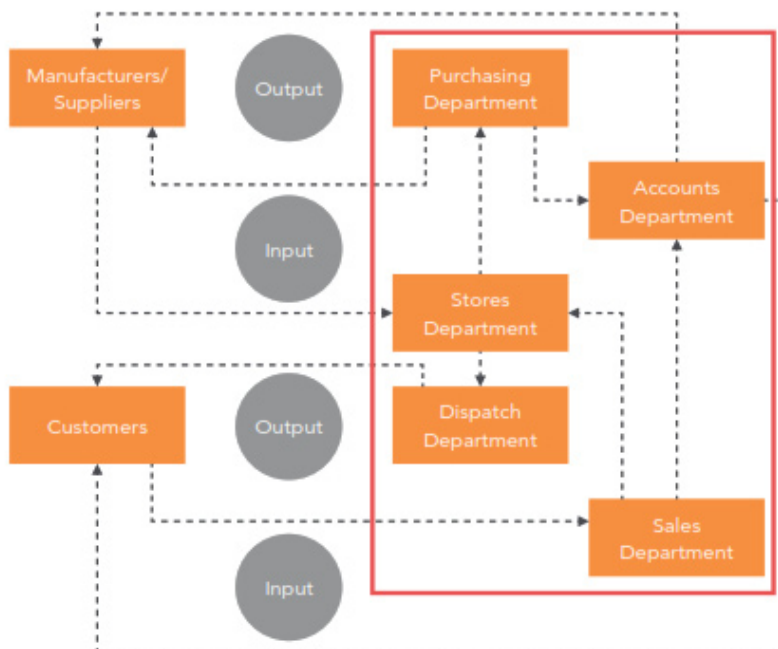 Manufacturers/
Suppliers
Output
Purchasing
Department
Accounts
Department
Input
Stores
Department
Customers
Output
Dispatch
Department
Sales
Department
Input